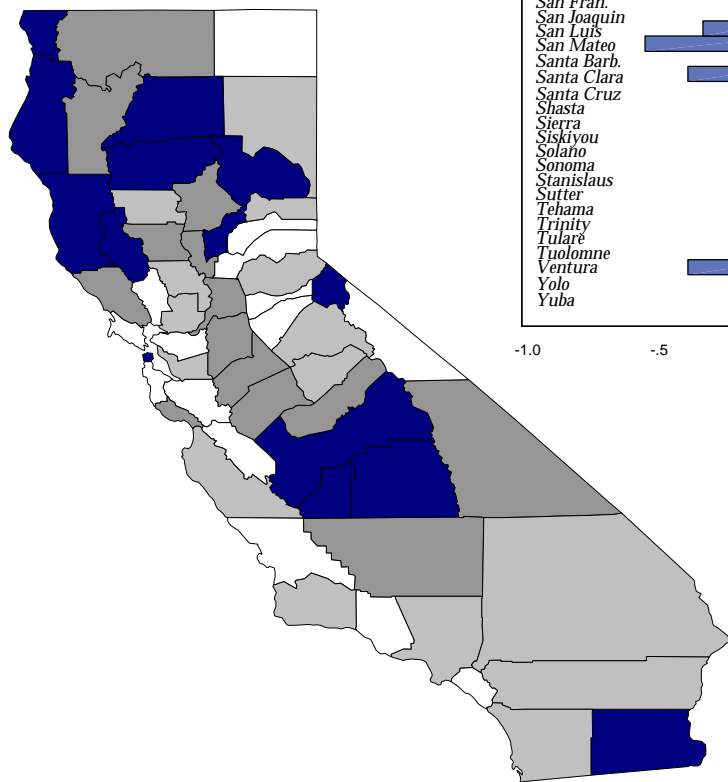 San Fran.
San Joaquin
San Luis
San Mateo
Santa Barb.
Santa Clara
Santa Cruz
Shasta
Sierra
Siskiyou
Solano
Sonoma
Stanislaus
Sutter
Tehama
Trinity
Tulare
Tuolomne
Ventura
Yolo
Yuba
-1.0 -.5